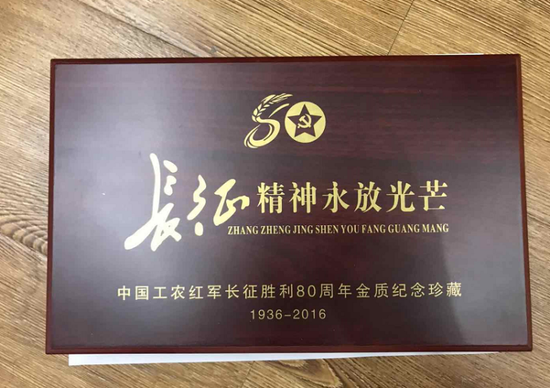 80
長征精神永放光芒
ZHANG ZHENG JING SHEN YOU FANG GUANG MANG
中国工农红军长征胜利80周年金质纪念珍藏
1936-2016